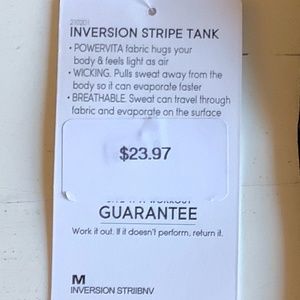 INVERSION STRIPE TANK
• POWERVITA fabric hugs your
body & feels light as air
• WICKING. Pulls sweat away from the
body so it can evaporate faster
• BREATHABLE. Sweat can travel through
fabric and evaporate on the surface
$23.97
WORKOUT
GUARANTEE
Work it out. If it doesn't perform, return it.
M
INVERSION STRIIBNV